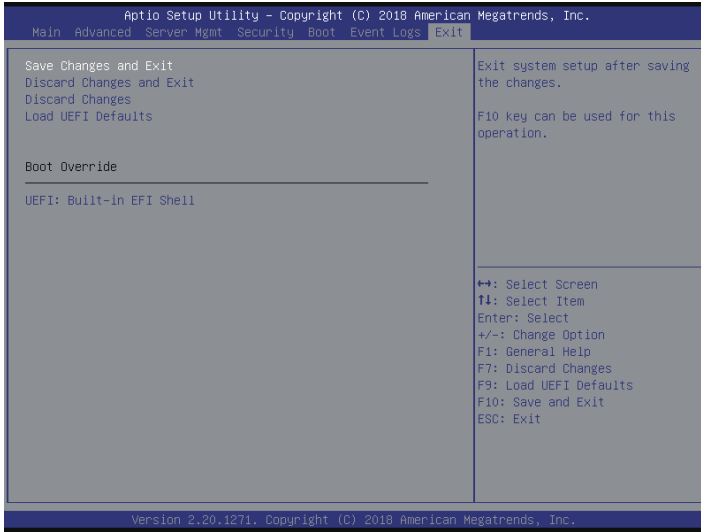 Aptio Setup Utility – Copyright (C) 2018 American Megatrends, Inc.
Main Advanced Server Mgmt Security Boot Event Logs Exit
Save Changes and Exit
Discard Changes and Exit
Discard Changes
Load UEFI Defaults
Boot Override
UEFI: Built-in EFI Shell
Exit system setup after saving
the changes.
F10 key can be used for this
operation.
↔: Select Screen
↑↓: Select Item
Enter: Select
+/-: Change Option
F1: General Help
F7: Discard Changes
F9: Load UEFI Defaults
F10: Save and Exit
ESC: Exit
Version 2.20.1271. Copyright (C) 2018 American Megatrends, Inc.